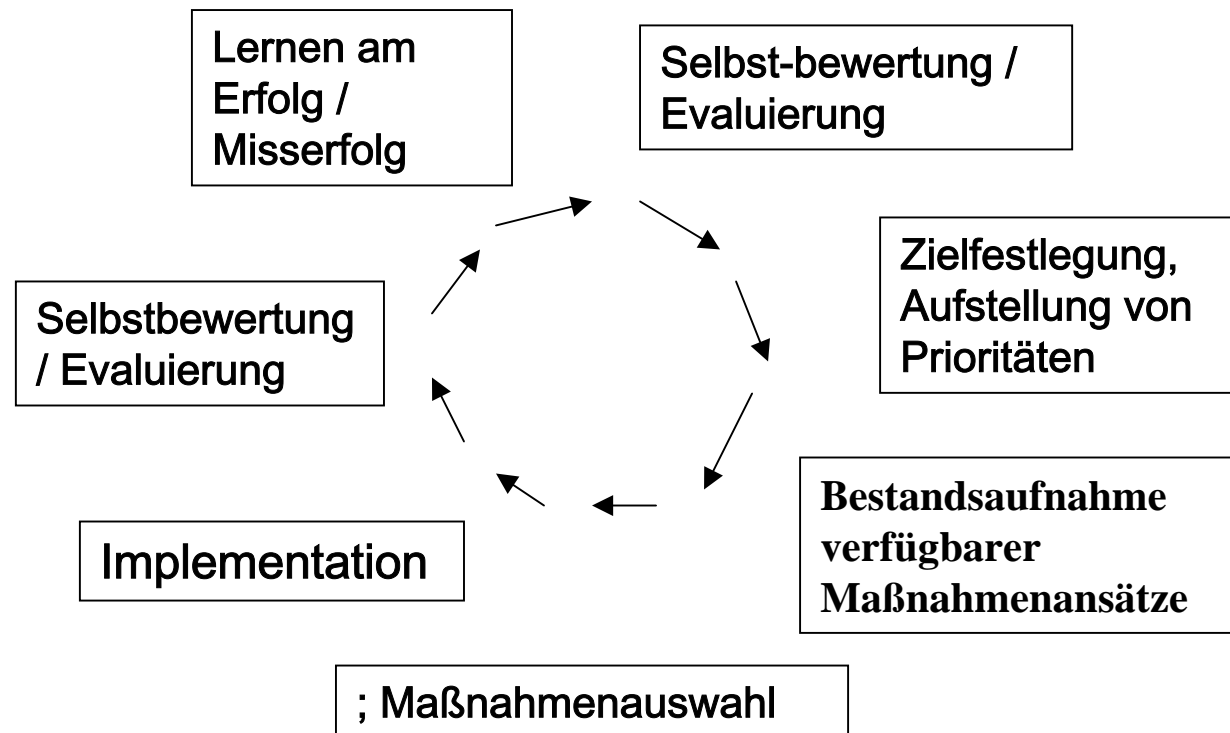 Lernen am
Erfolg /
Misserfolg
Selbst-bewertung /
Evaluierung
Zielfestlegung,
Aufstellung von
Prioritäten
Bestandsaufnahme
verfügbarer
Maßnahmenansätze
; Maßnahmenauswahl
Implementation
Selbstbewertung
/ Evaluierung